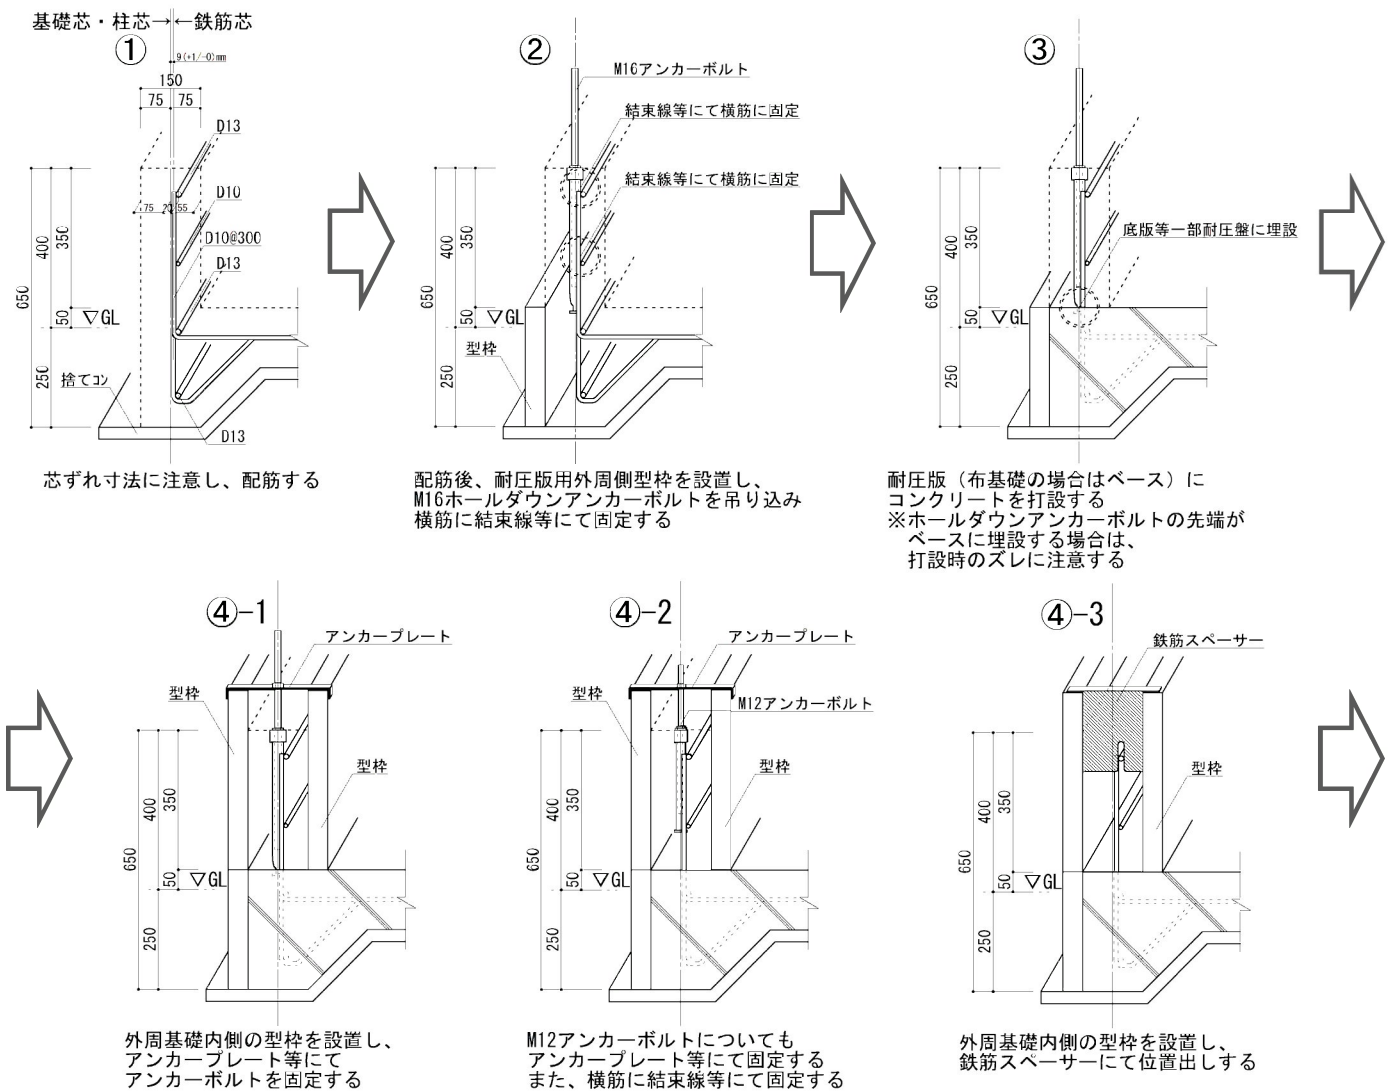 基礎芯・柱芯→←鉄筋芯
①
9(+1/-0)mm
150
75 75
D13
D10
75 20 55
D10@300
D13
400
350
650
50
▽GL
250
捨てコン
D13
芯ずれ寸法に注意し、配筋する
②
M16アンカーボルト
結束線等にて横筋に固定
結束線等にて横筋に固定
400
350
650
50
▽GL
型枠
250
配筋後、耐圧版用外周側型枠を設置し、
M16ホールダウンアンカーボルトを吊り込み
横筋に結束線等にて固定する
③
底版等一部耐圧盤に埋設
400
350
650
50
▽GL
250
耐圧版（布基礎の場合はベース）に
コンクリートを打設する
※ホールダウンアンカーボルトの先端が
ベースに埋設する場合は、
打設時のズレに注意する
④-1
アンカープレート
型枠
型枠
400
350
650
50
▽GL
250
外周基礎内側の型枠を設置し、
アンカープレート等にて
アンカーボルトを固定する
④-2
アンカープレート
型枠
M12アンカーボルト
型枠
400
350
650
50
▽GL
250
M12アンカーボルトについても
アンカープレート等にて固定する
また、横筋に結束線等にて固定する
④-3
鉄筋スペーサー
型枠
400
350
650
50
▽GL
250
外周基礎内側の型枠を設置し、
鉄筋スペーサーにて位置出しする